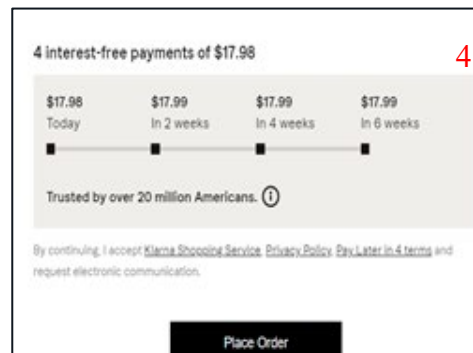 4 interest-free payments of $17.98
4
$17.98 $17.99 $17.99 $17.99
Today In 2 weeks In 4 weeks In 6 weeks
Trusted by over 20 million Americans. i
By continuing, I accept Klarna Shopping Service, Privacy Policy, Pay Later in 4 terms and
request electronic communication.
Place Order